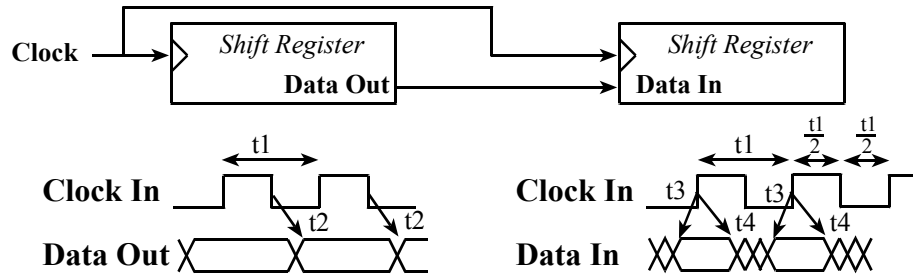 Clock
Shift Register
Data Out
Shift Register
Data In
t1
Clock In
t2
t2
Data Out
t1
t1/2
t1/2
Clock In
t3
t4
t3
t4
Data In